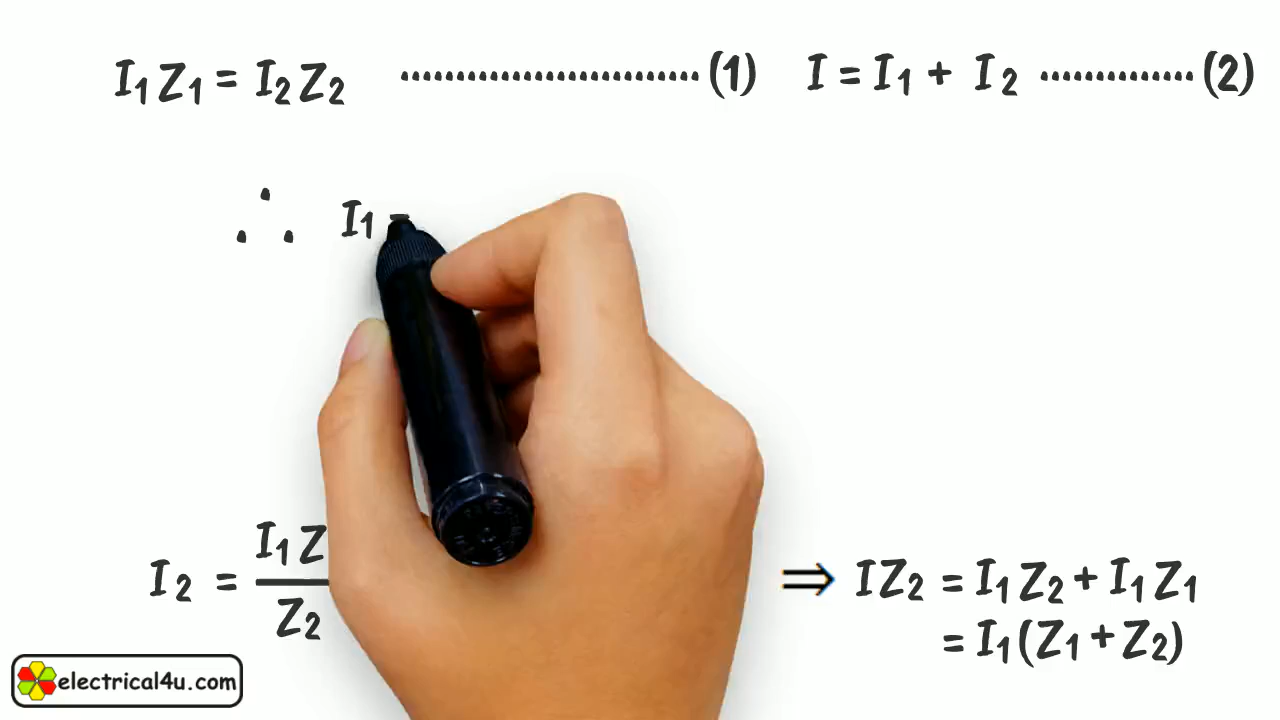 I₁Z₁ = I₂Z₂ ........................ (1) I = I₁ + I₂ ............. (2)
∴ I₁ =
I₂ = I₁Z / Z₂ ⇒ IZ₂ = I₁Z₂ + I₁Z₁
= I₁(Z₁ + Z₂)
electrical4u.com